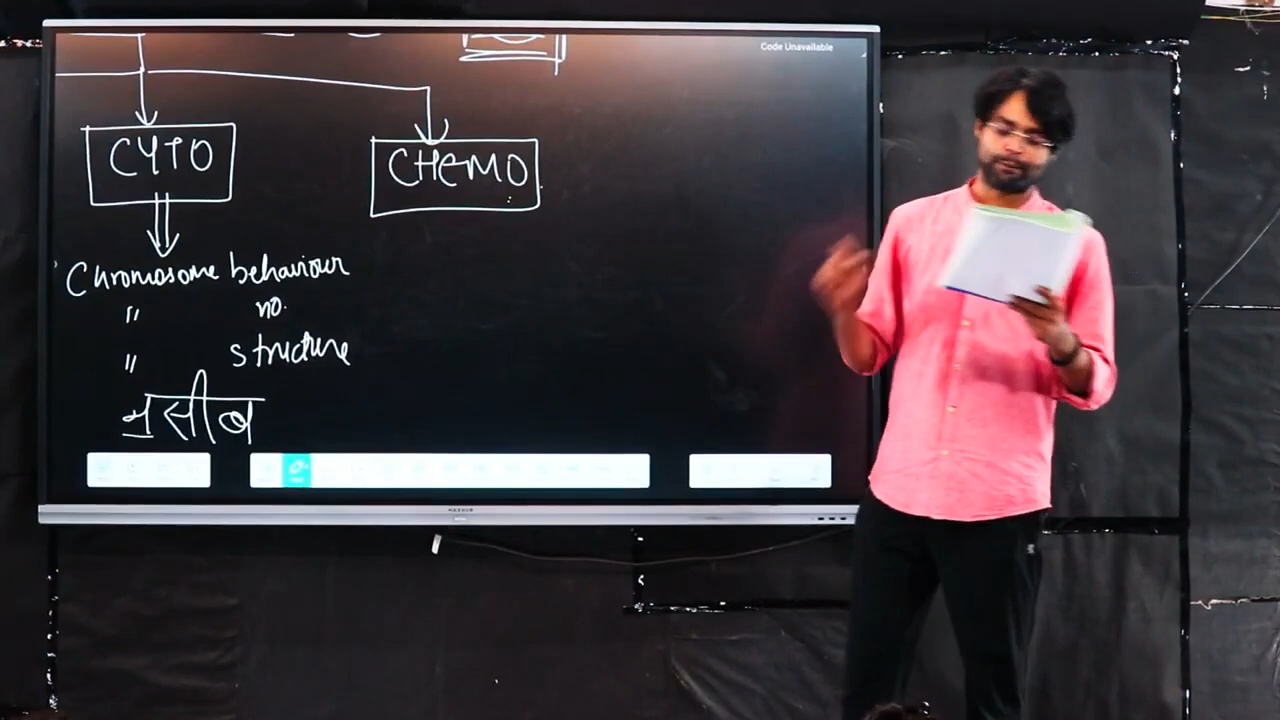 Code Unavailable
CYTO
CHEMO
Chromosome behaviour
" no.
" structure
नसीब